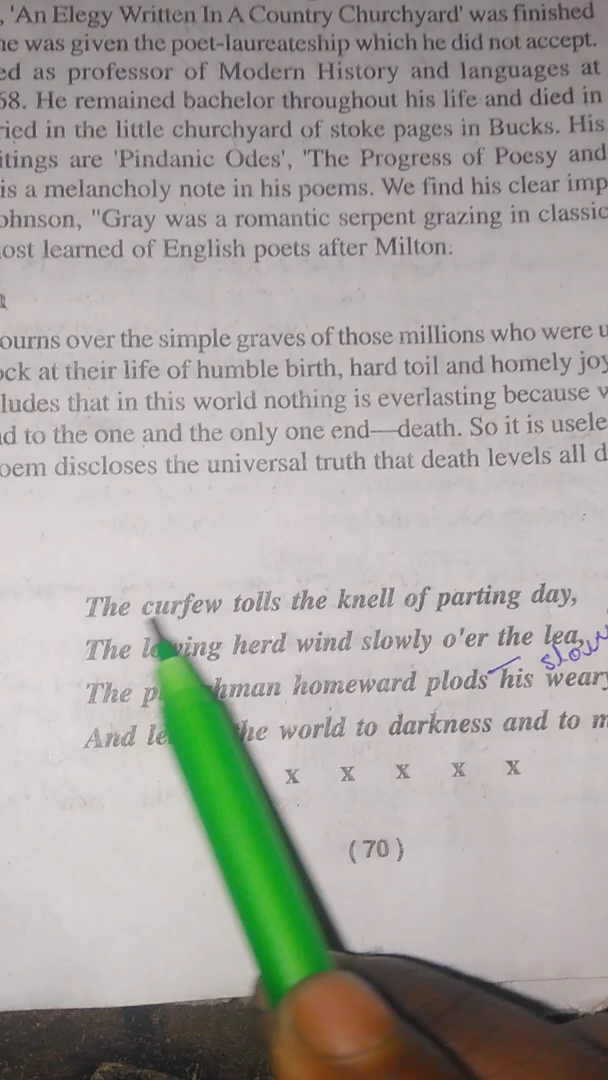 , 'An Elegy Written In A Country Churchyard' was finished
he was given the poet-laureateship which he did not accept.
ed as professor of Modern History and languages at
68. He remained bachelor throughout his life and died in
ried in the little churchyard of stoke pages in Bucks. His
itings are 'Pindanic Odes', 'The Progress of Poesy and
is a melancholy note in his poems. We find his clear imp
ohnson, "Gray was a romantic serpent grazing in classic
ost learned of English poets after Milton.
ourns over the simple graves of those millions who were u
ock at their life of humble birth, hard toil and homely joy
ludes that in this world nothing is everlasting because w
d to the one and the only one end—death. So it is usele
oem discloses the universal truth that death levels all d
The curfew tolls the knell of parting day,
The herd wind slowly o'er the lea,
slow
The homeward plods his weary
And the world to darkness and to m
X X X X X
(70)